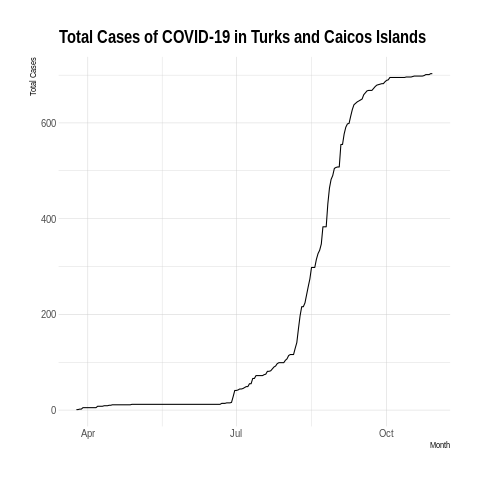 Total Cases of COVID-19 in Turks and Caicos Islands
Total Cases
600
400
200
0
Apr Jul Oct
Month